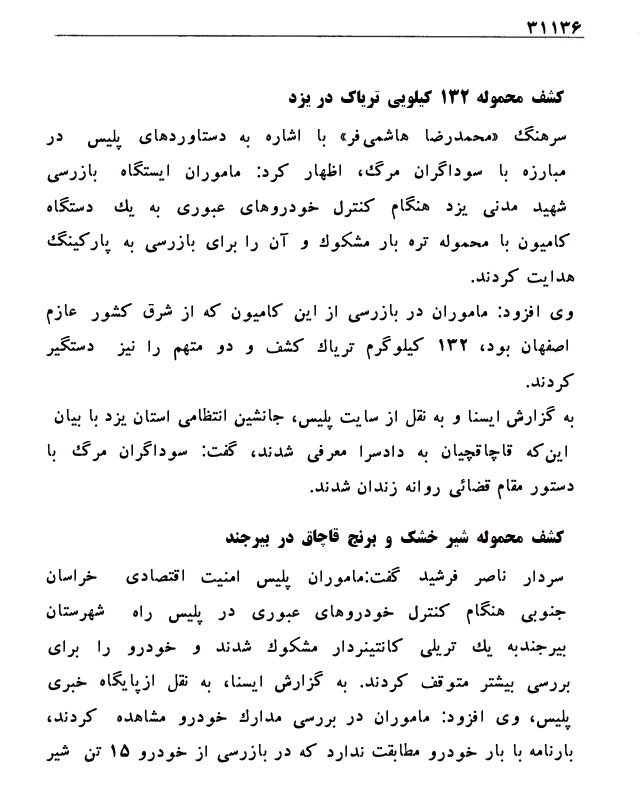 ۳۱۱۳۶
کشف محموله ۱۳۲ کیلویی تریاک در یزد
سرهنگ «محمدرضا هاشمی‌فر» با اشاره به دستاوردهای پلیس در
مبارزه با سوداگران مرگ، اظهار کرد: ماموران ایستگاه بازرسی
شهید مدنی یزد هنگام کنترل خودروهای عبوری به یك دستگاه
کامیون با محموله تره بار مشکوك و آن را برای بازرسی به پارکینگ
هدایت کردند.
وی افزود: ماموران در بازرسی از این کامیون که از شرق کشور عازم
اصفهان بود، ۱۳۲ کیلوگرم تریاك کشف و دو متهم را نیز دستگیر
کردند.
به گزارش ایسنا و به نقل از سایت پلیس، جانشین انتظامی استان یزد با بیان
این‌که قاچاقچیان به دادسرا معرفی شدند، گفت: سوداگران مرگ با
دستور مقام قضائی روانه زندان شدند.
کشف محموله شیر خشک و برنج قاچاق در بیرجند
سردار ناصر فرشید گفت:ماموران پلیس امنیت اقتصادی خراسان
جنوبی هنگام کنترل خودروهای عبوری در پلیس راه شهرستان
بیرجندبه یك تریلی کانتینردار مشکوك شدند و خودرو را برای
بررسی بیشتر متوقف کردند. به گزارش ایسنا، به نقل ازپایگاه خبری
پلیس، وی افزود: ماموران در بررسی مدارك خودرو مشاهده کردند،
بارنامه با بار خودرو مطابقت ندارد که در بازرسی از خودرو ۱۵ تن شیر